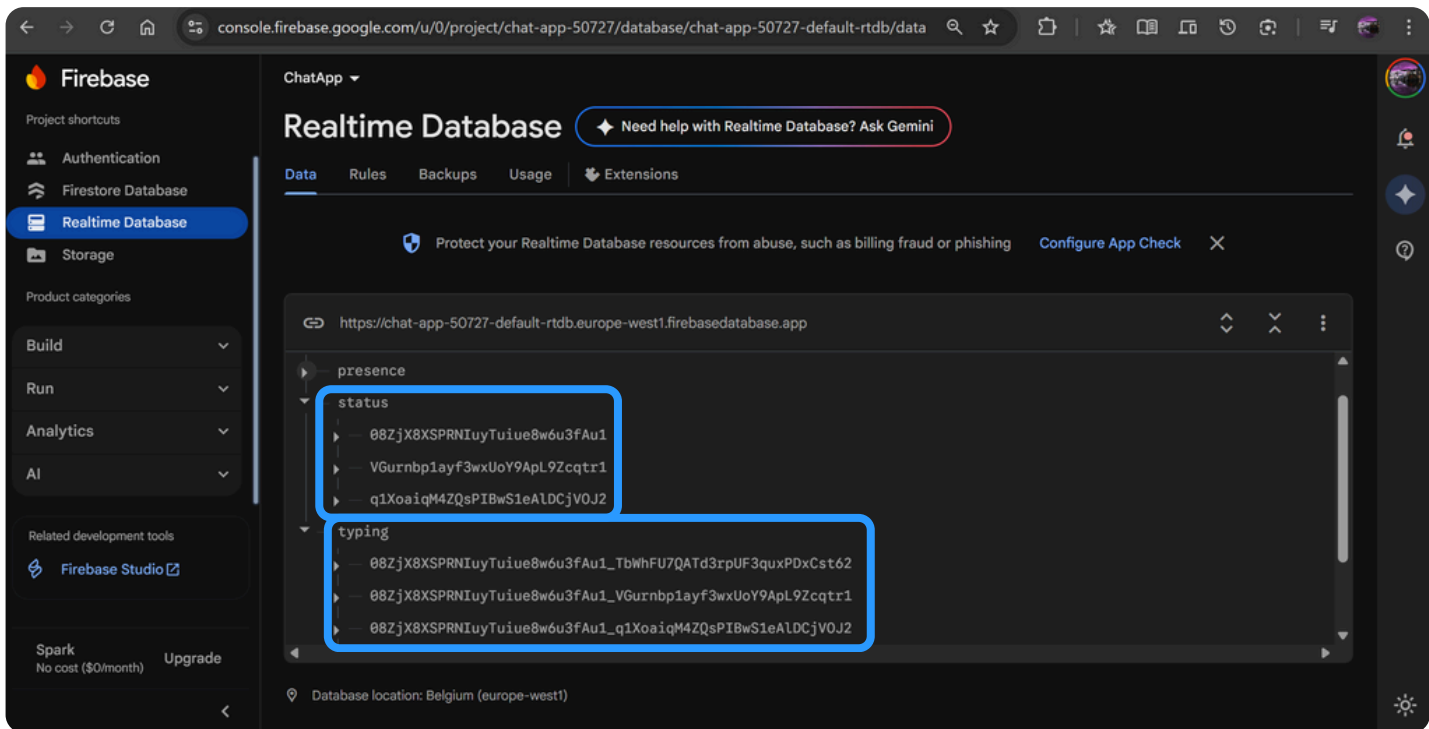 console.firebase.google.com/u/0/project/chat-app-50727/database/chat-app-50727-default-rtdb/data
Firebase
Project shortcuts
Authentication
Firestore Database
Realtime Database
Storage
Product categories
Build
Run
Analytics
AI
Related development tools
Firebase Studio
Spark
No cost ($0/month)
Upgrade
ChatApp
Realtime Database
Need help with Realtime Database? Ask Gemini
Data Rules Backups Usage Extensions
Protect your Realtime Database resources from abuse, such as billing fraud or phishing Configure App Check
https://chat-app-50727-default-rtdb.europe-west1.firebasedatabase.app
presence
status
08ZjX8XSPRNIuyTuiue8w6u3fAu1
VGurnbp1ayf3wxUoY9ApL9Zcqtr1
q1XoaiqM4ZQsPIBwS1eAlDCjVOJ2
typing
08ZjX8XSPRNIuyTuiue8w6u3fAu1_TbWhFU7QATd3rpUF3quxPDxCst62
08ZjX8XSPRNIuyTuiue8w6u3fAu1_VGurnbp1ayf3wxUoY9ApL9Zcqtr1
08ZjX8XSPRNIuyTuiue8w6u3fAu1_q1XoaiqM4ZQsPIBwS1eAlDCjVOJ2
Database location: Belgium (europe-west1)